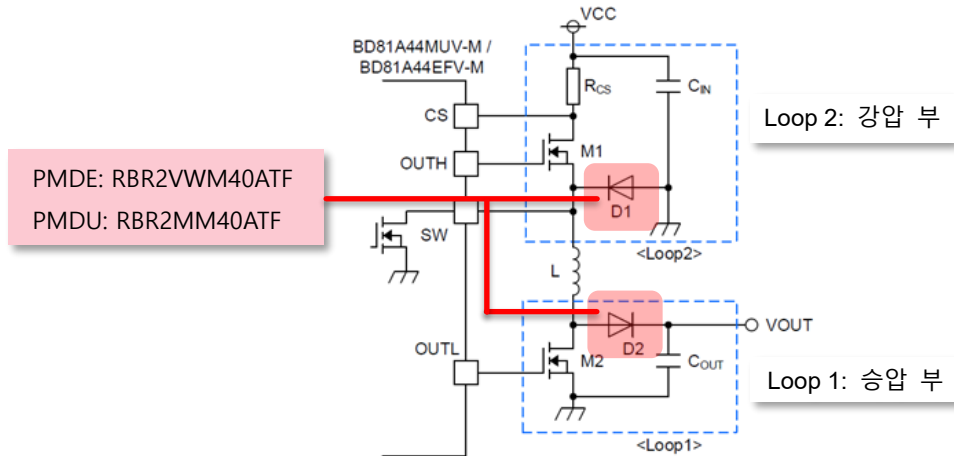 VCC
BD81A44MUV-M /
BD81A44EFV-M
RCS
CIN
CS
Loop 2: 강압 부
OUTH
M1
PMDE: RBR2VWM40ATF
PMDU: RBR2MM40ATF
D1
SW
<Loop2>
L
VOUT
OUTL
M2
D2
COUT
Loop 1: 승압 부
<Loop1>